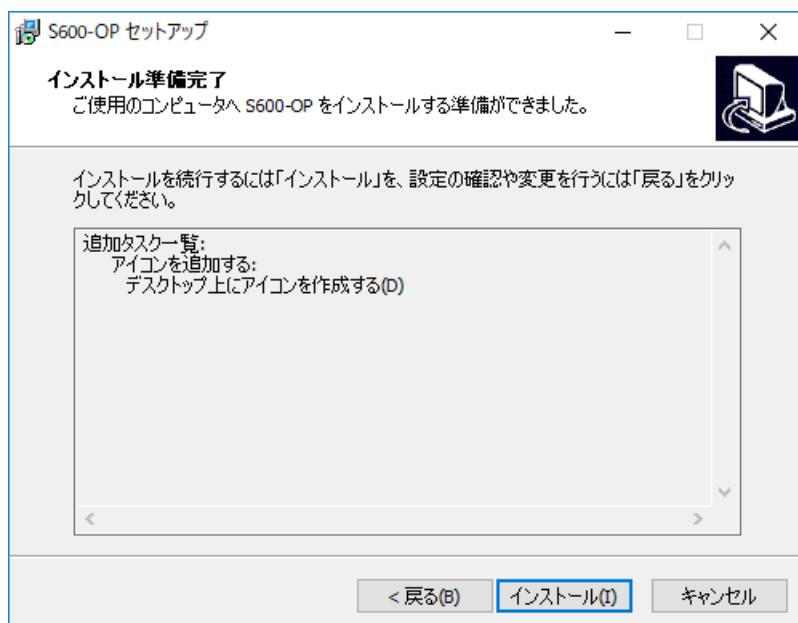 S600-OP セットアップ
インストール準備完了
ご使用のコンピュータへ S600-OP をインストールする準備ができました。
インストールを続行するには「インストール」を、設定の確認や変更を行うには「戻る」をクリッ
クしてください。
追加タスク一覧:
アイコンを追加する:
デスクトップ上にアイコンを作成する(D)
< 戻る(B)
インストール(I)
キャンセル